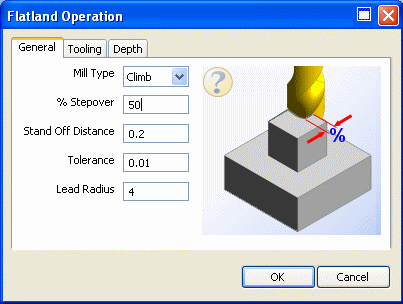 Flatland Operation
General Tooling Depth
Mill Type Climb
% Stepover 50
Stand Off Distance 0.2
Tolerance 0.01
Lead Radius 4
?
%
OK Cancel